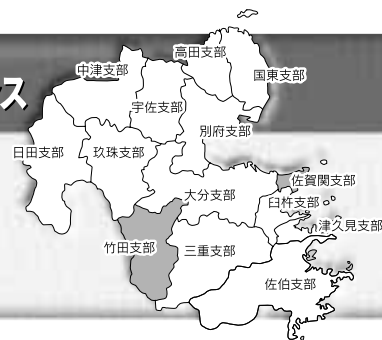 高田支部
中津支部
国東支部
ス
宇佐支部
別府支部
日田支部
玖珠支部
佐賀関支部
大分支部
臼杵支部
津久見支部
竹田支部
三重支部
佐伯支部